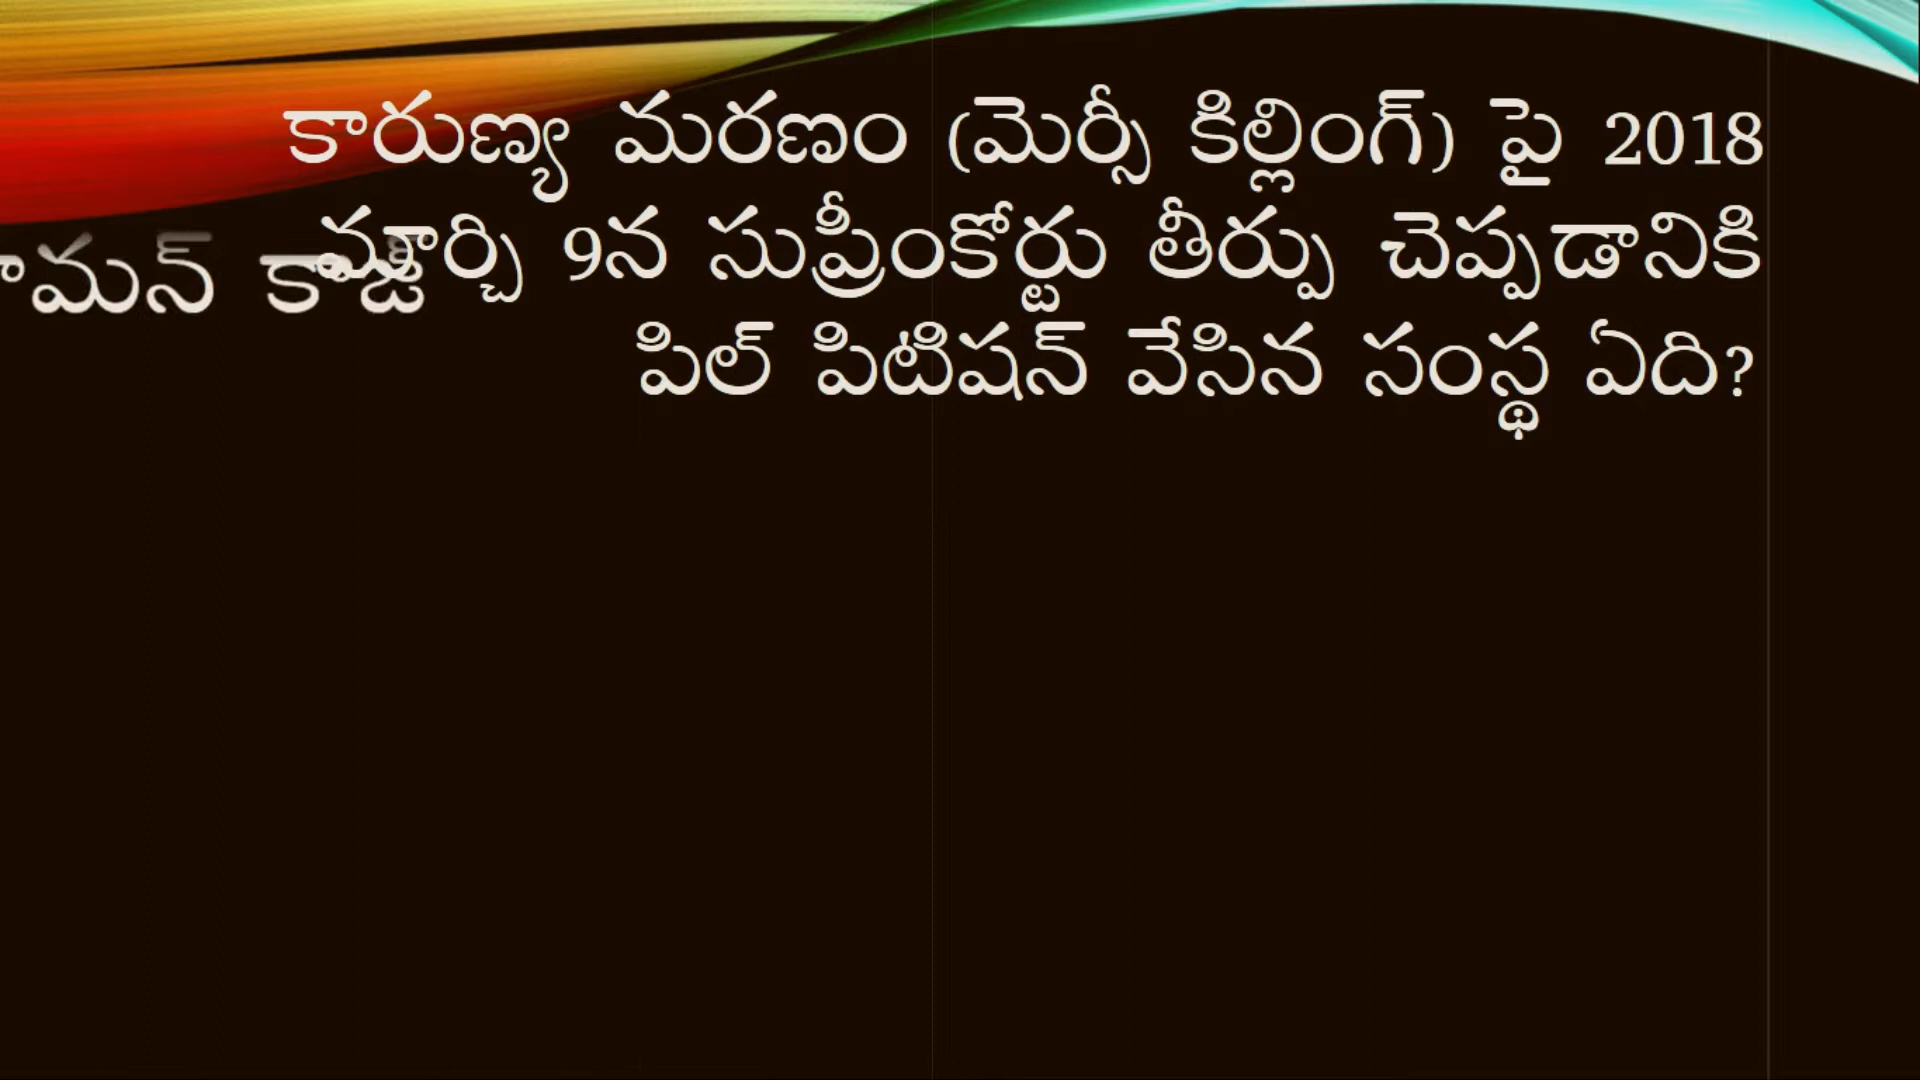 కారుణ్య మరణం (మెర్సీ కిల్లింగ్) పై 2018
మార్చి 9న సుప్రీంకోర్టు తీర్పు చెప్పడానికి
పిల్ పిటిషన్ వేసిన సంస్థ ఏది?
కాజ్